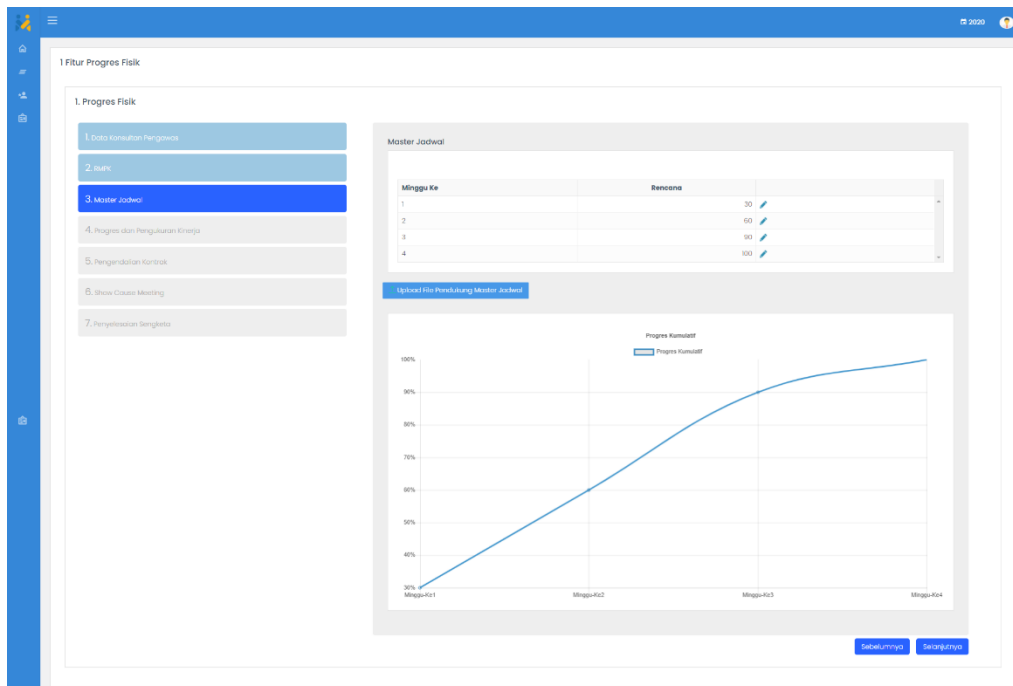 2020
1 Fitur Progres Fisik
1. Progres Fisik
1. Data Konsultan Pengawas
2. RMPK
3. Master Jadwal
4. Progres dan Pengukuran Kinerja
5. Pengendalian Kontrak
6. Show Cause Meeting
7. Penyelesaian Sengketa
Master Jadwal
Minggu Ke Rencana
1 30
2 60
3 90
4 100
Upload File Pendukung Master Jadwal
Progres Kumulatif
Progres Kumulatif
100%
90%
80%
70%
60%
50%
40%
30%
Minggu-Ke1 Minggu-Ke2 Minggu-Ke3 Minggu-Ke4
Sebelumnya Selanjutnya